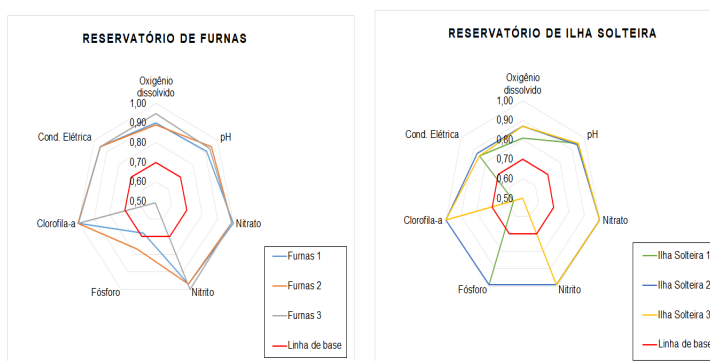 RESERVATÓRIO DE FURNAS
Oxigênio
dissolvido
1,00
0,90
0,80
0,70
0,60
0,50
pH
Nitrato
Nitrito
Fósforo
Clorofila-a
Cond. Elétrica
Furnas 1
Furnas 2
Furnas 3
Linha de base
RESERVATÓRIO DE ILHA SOLTEIRA
Oxigênio
dissolvido
1,00
0,90
0,80
0,70
0,60
0,50
pH
Nitrato
Nitrito
Fósforo
Clorofila-a
Cond. Elétrica
Ilha Solteira 1
Ilha Solteira 2
Ilha Solteira 3
Linha de base